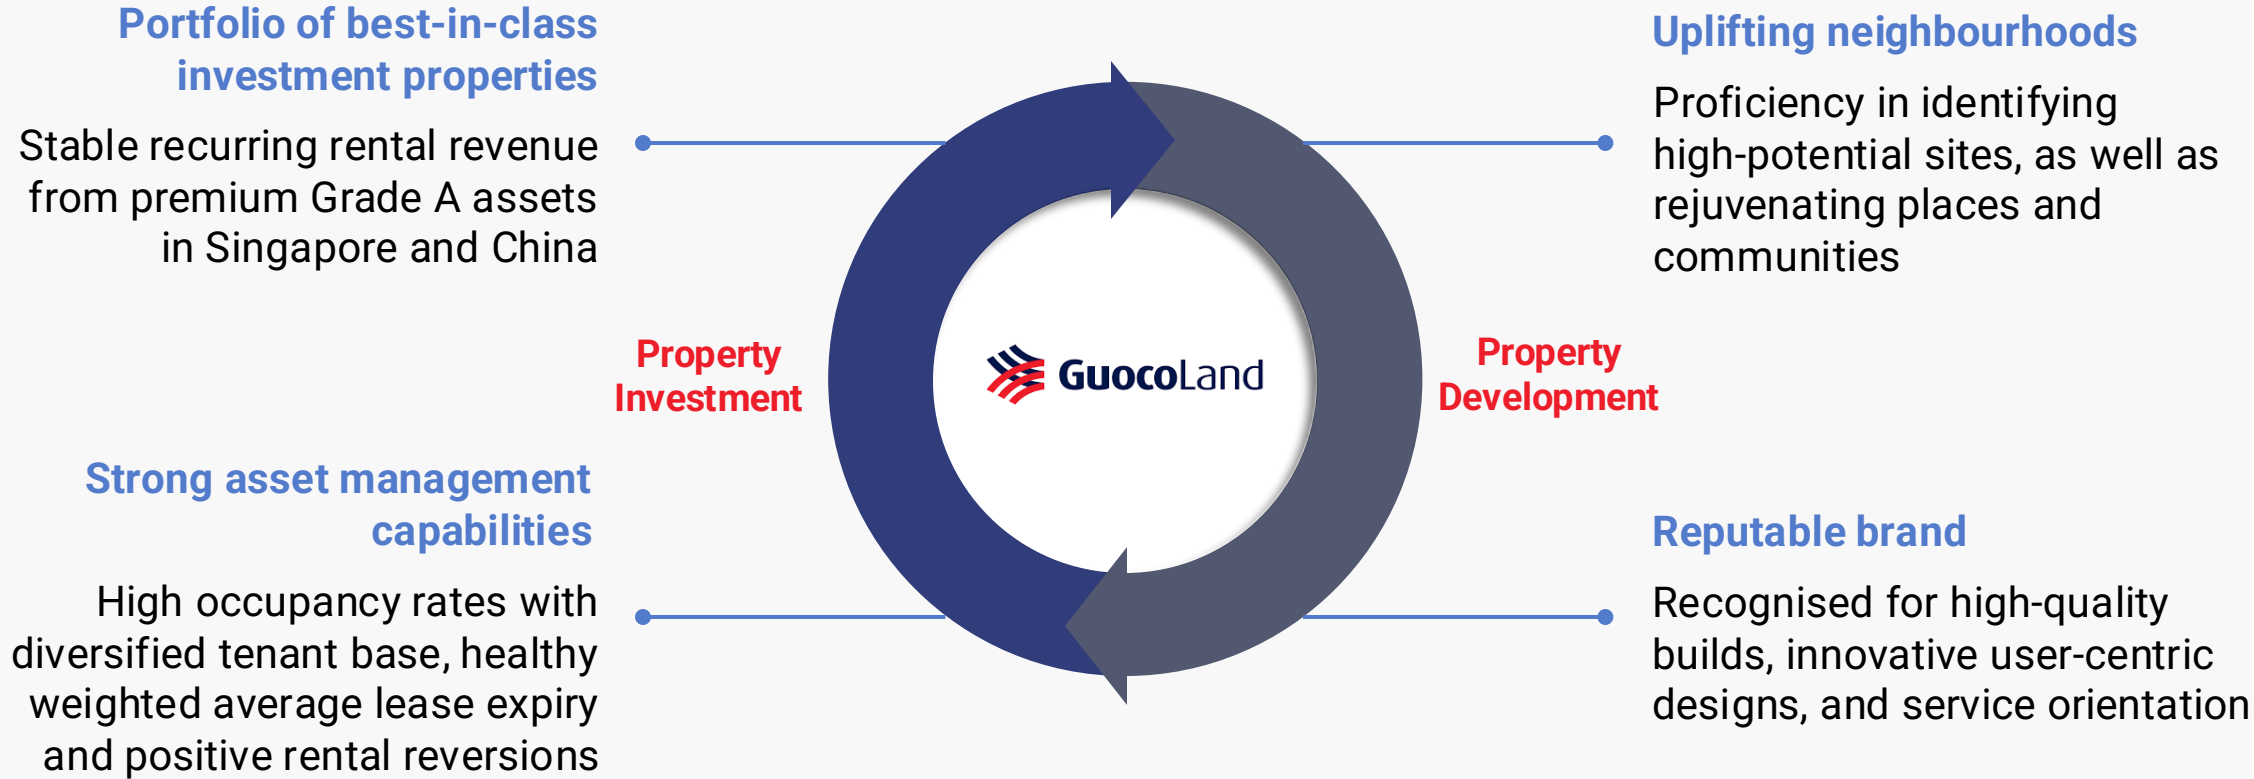 Portfolio of best-in-class
investment properties
Stable recurring rental revenue
from premium Grade A assets
in Singapore and China
Uplifting neighbourhoods
Proficiency in identifying
high-potential sites, as well as
rejuvenating places and
communities
Property
Investment
GuocoLand
Property
Development
Strong asset management
capabilities
High occupancy rates with
diversified tenant base, healthy
weighted average lease expiry
and positive rental reversions
Reputable brand
Recognised for high-quality
builds, innovative user-centric
designs, and service orientation